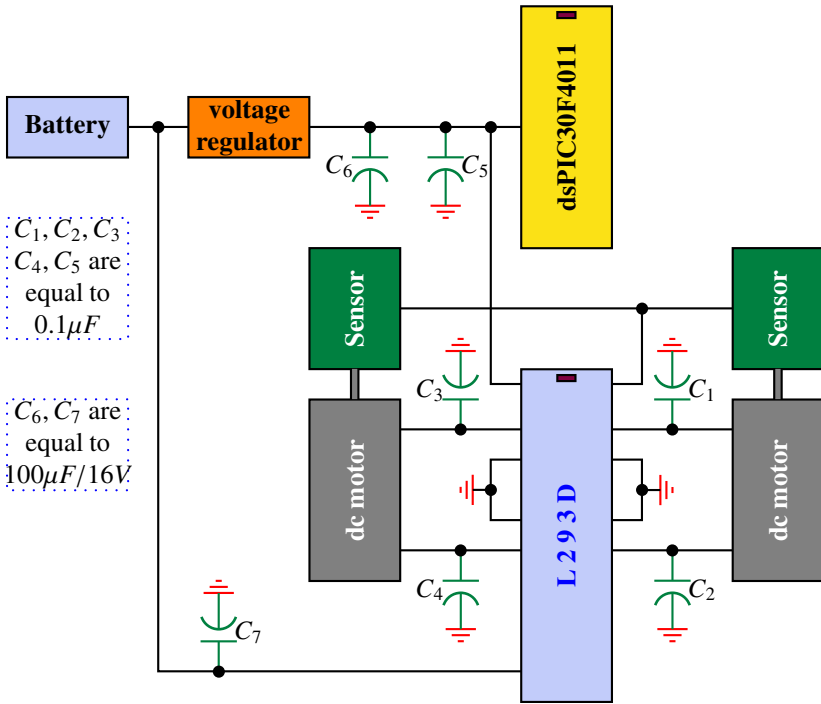 dsPIC30F4011
Battery
voltage
regulator
C₆
C₅
C₁, C₂, C₃
C₄, C₅ are
equal to
0.1μF
Sensor
Sensor
C₃
C₁
C₆, C₇ are
equal to
100μF/16V
dc motor
L 2 9 3 D
dc motor
C₄
C₂
C₇